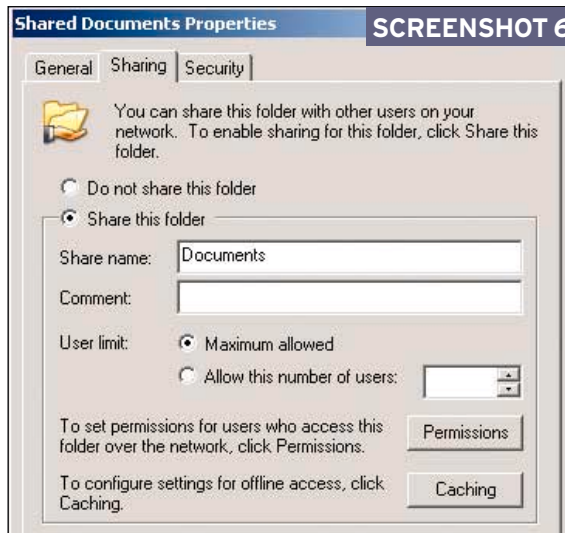 Shared Documents Properties
SCREENSHOT 6
General Sharing Security
You can share this folder with other users on your
network. To enable sharing for this folder, click Share this
folder.
Do not share this folder
Share this folder
Share name: Documents
Comment:
User limit: Maximum allowed
Allow this number of users:
To set permissions for users who access this
folder over the network, click Permissions.
Permissions
To configure settings for offline access, click
Caching.
Caching